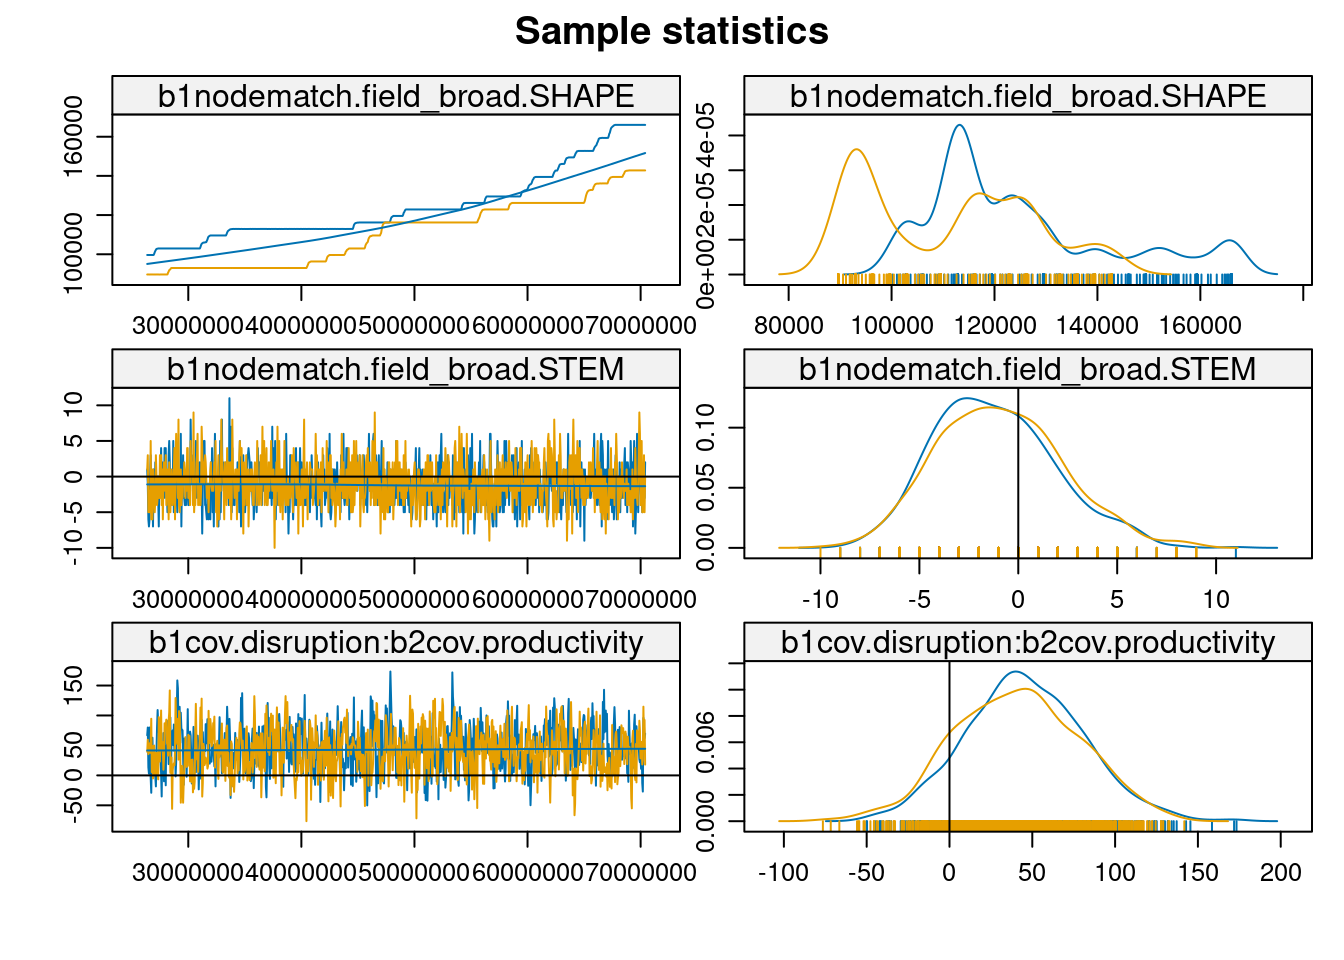 Sample statistics
b1nodematch.field_broad.SHAPE
100000 160000
30000000 40000000 50000000 60000000 70000000
b1nodematch.field_broad.SHAPE
0e+00 2e-05 4e-05
80000 100000 120000 140000 160000
b1nodematch.field_broad.STEM
-10 -5 0 5 10
30000000 40000000 50000000 60000000 70000000
b1nodematch.field_broad.STEM
0.00 0.05 0.10
-10 -5 0 5 10
b1cov.disruption:b2cov.productivity
-50 0 50 150
30000000 40000000 50000000 60000000 70000000
b1cov.disruption:b2cov.productivity
0.000 0.006
-100 -50 0 50 100 150 200